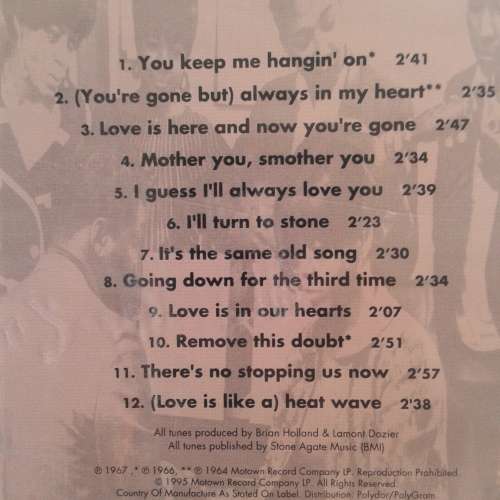 1. You keep me hangin' on* 2'41
2. (You're gone but) always in my heart** 2'35
3. Love is here and now you're gone 2'47
4. Mother you, smother you 2'34
5. I guess I'll always love you 2'39
6. I'll turn to stone 2'23
7. It's the same old song 2'30
8. Going down for the third time 2'34
9. Love is in our hearts 2'07
10. Remove this doubt* 2'51
11. There's no stopping us now 2'57
12. (Love is like a) heat wave 2'38
All tunes produced by Brian Holland & Lamont Dozier
All tunes published by Stone Agate Music (BMI)
℗ 1967 ,* ℗ 1966, ** ℗ 1964 Motown Record Company LP. Reproduction Prohibited.
© 1995 Motown Record Company LP. All Rights Reserved.
Country Of Manufacture As Stated On Label. Distribution: Polydor/PolyGram